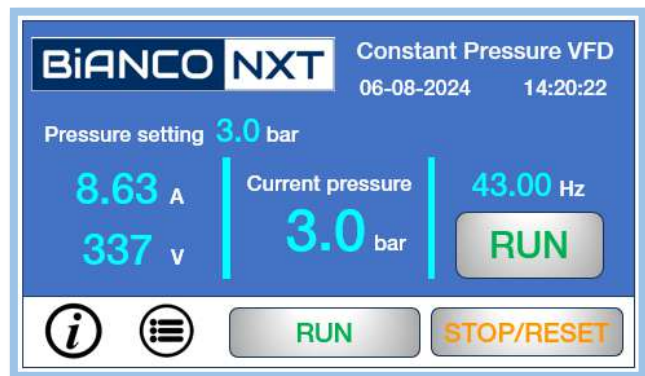 BiANCO NXT
Constant Pressure VFD
06-08-2024 14:20:22
Pressure setting 3.0 bar
8.63 A
337 V
Current pressure
3.0 bar
43.00 Hz
RUN
i
RUN
STOP/RESET